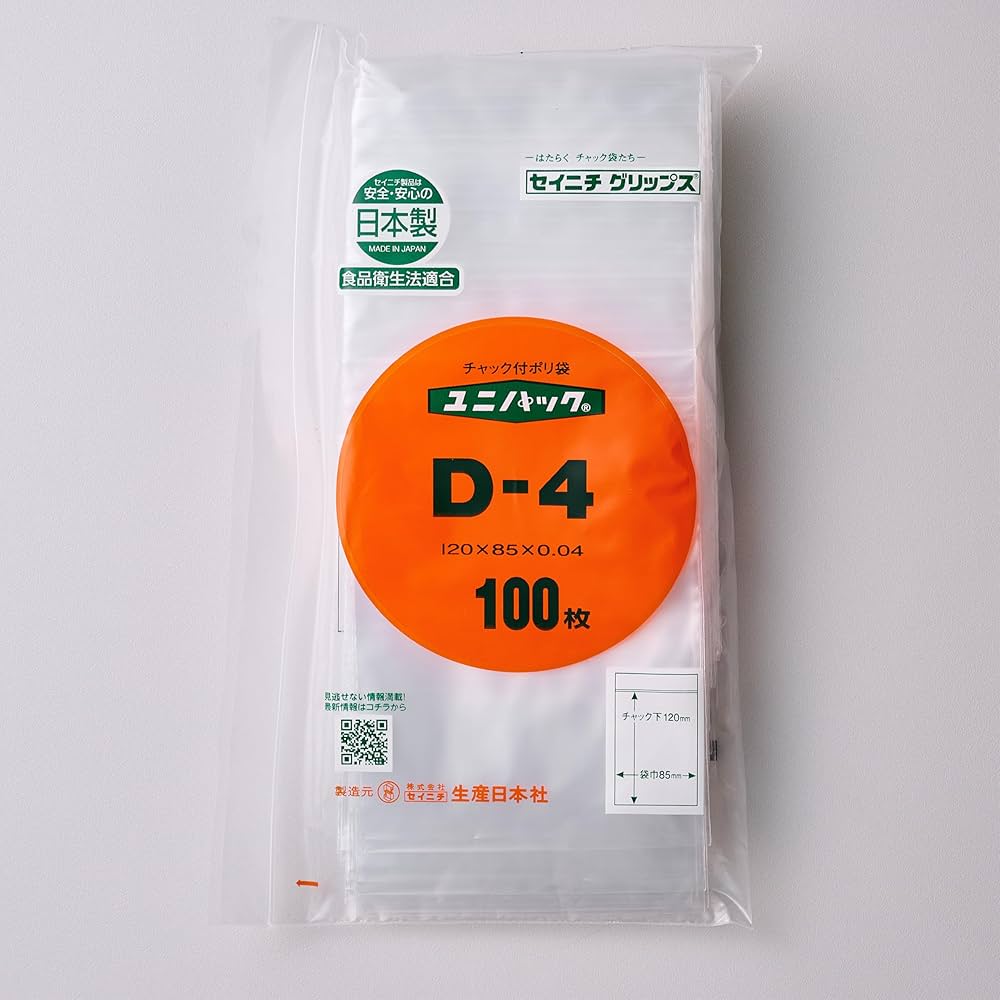 －はたらく チャック袋たち－
セイニチ グリップス®
セイニチ製品は
安全・安心の
日本製
MADE IN JAPAN
食品衛生法適合
チャック付ポリ袋
ユニパック®
D-4
120×85×0.04
100枚
見逃せない情報満載!
最新情報はコチラから
チャック下120mm
袋巾85mm
製造元 株式会社 セイニチ 生産日本社